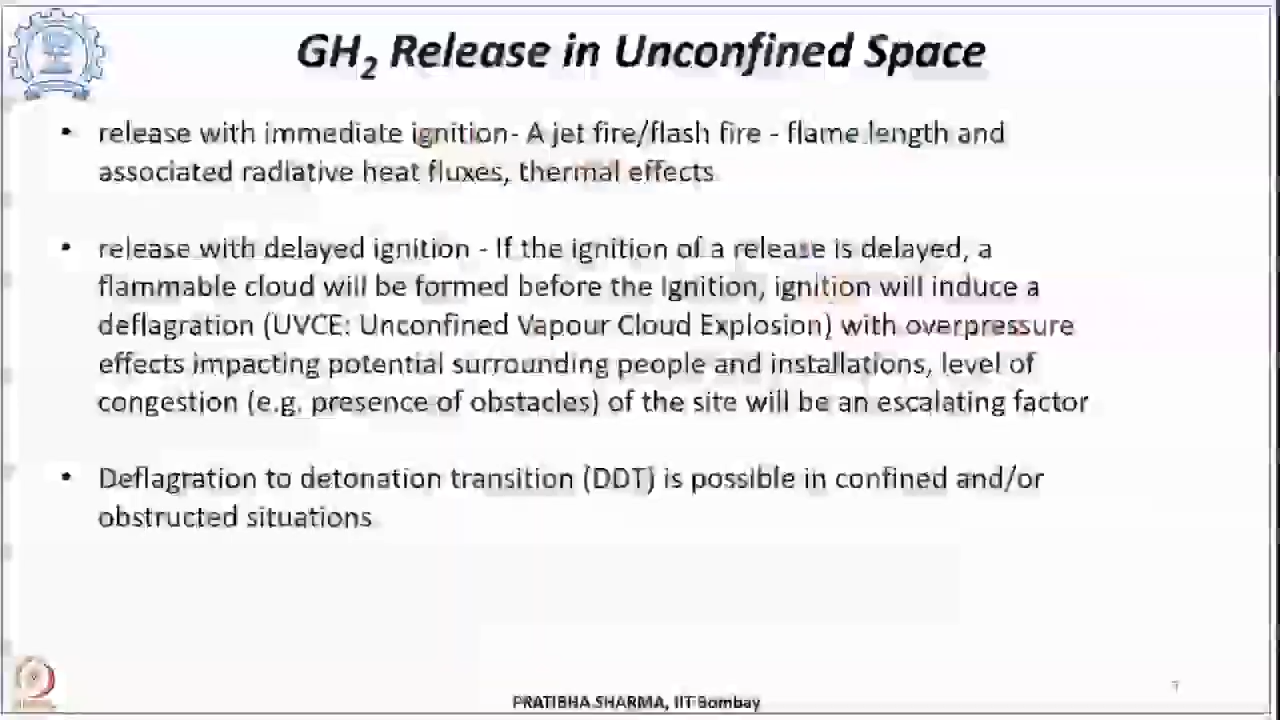 GH2 Release in Unconfined Space
• release with immediate ignition- A jet fire/flash fire - flame length and
associated radiative heat fluxes, thermal effects
• release with delayed ignition - If the ignition of a release is delayed, a
flammable cloud will be formed before the Ignition, ignition will induce a
deflagration (UVCE: Unconfined Vapour Cloud Explosion) with overpressure
effects impacting potential surrounding people and installations, level of
congestion (e.g. presence of obstacles) of the site will be an escalating factor
• Deflagration to detonation transition (DDT) is possible in confined and/or
obstructed situations
PRATIBHA SHARMA, IIT Bombay